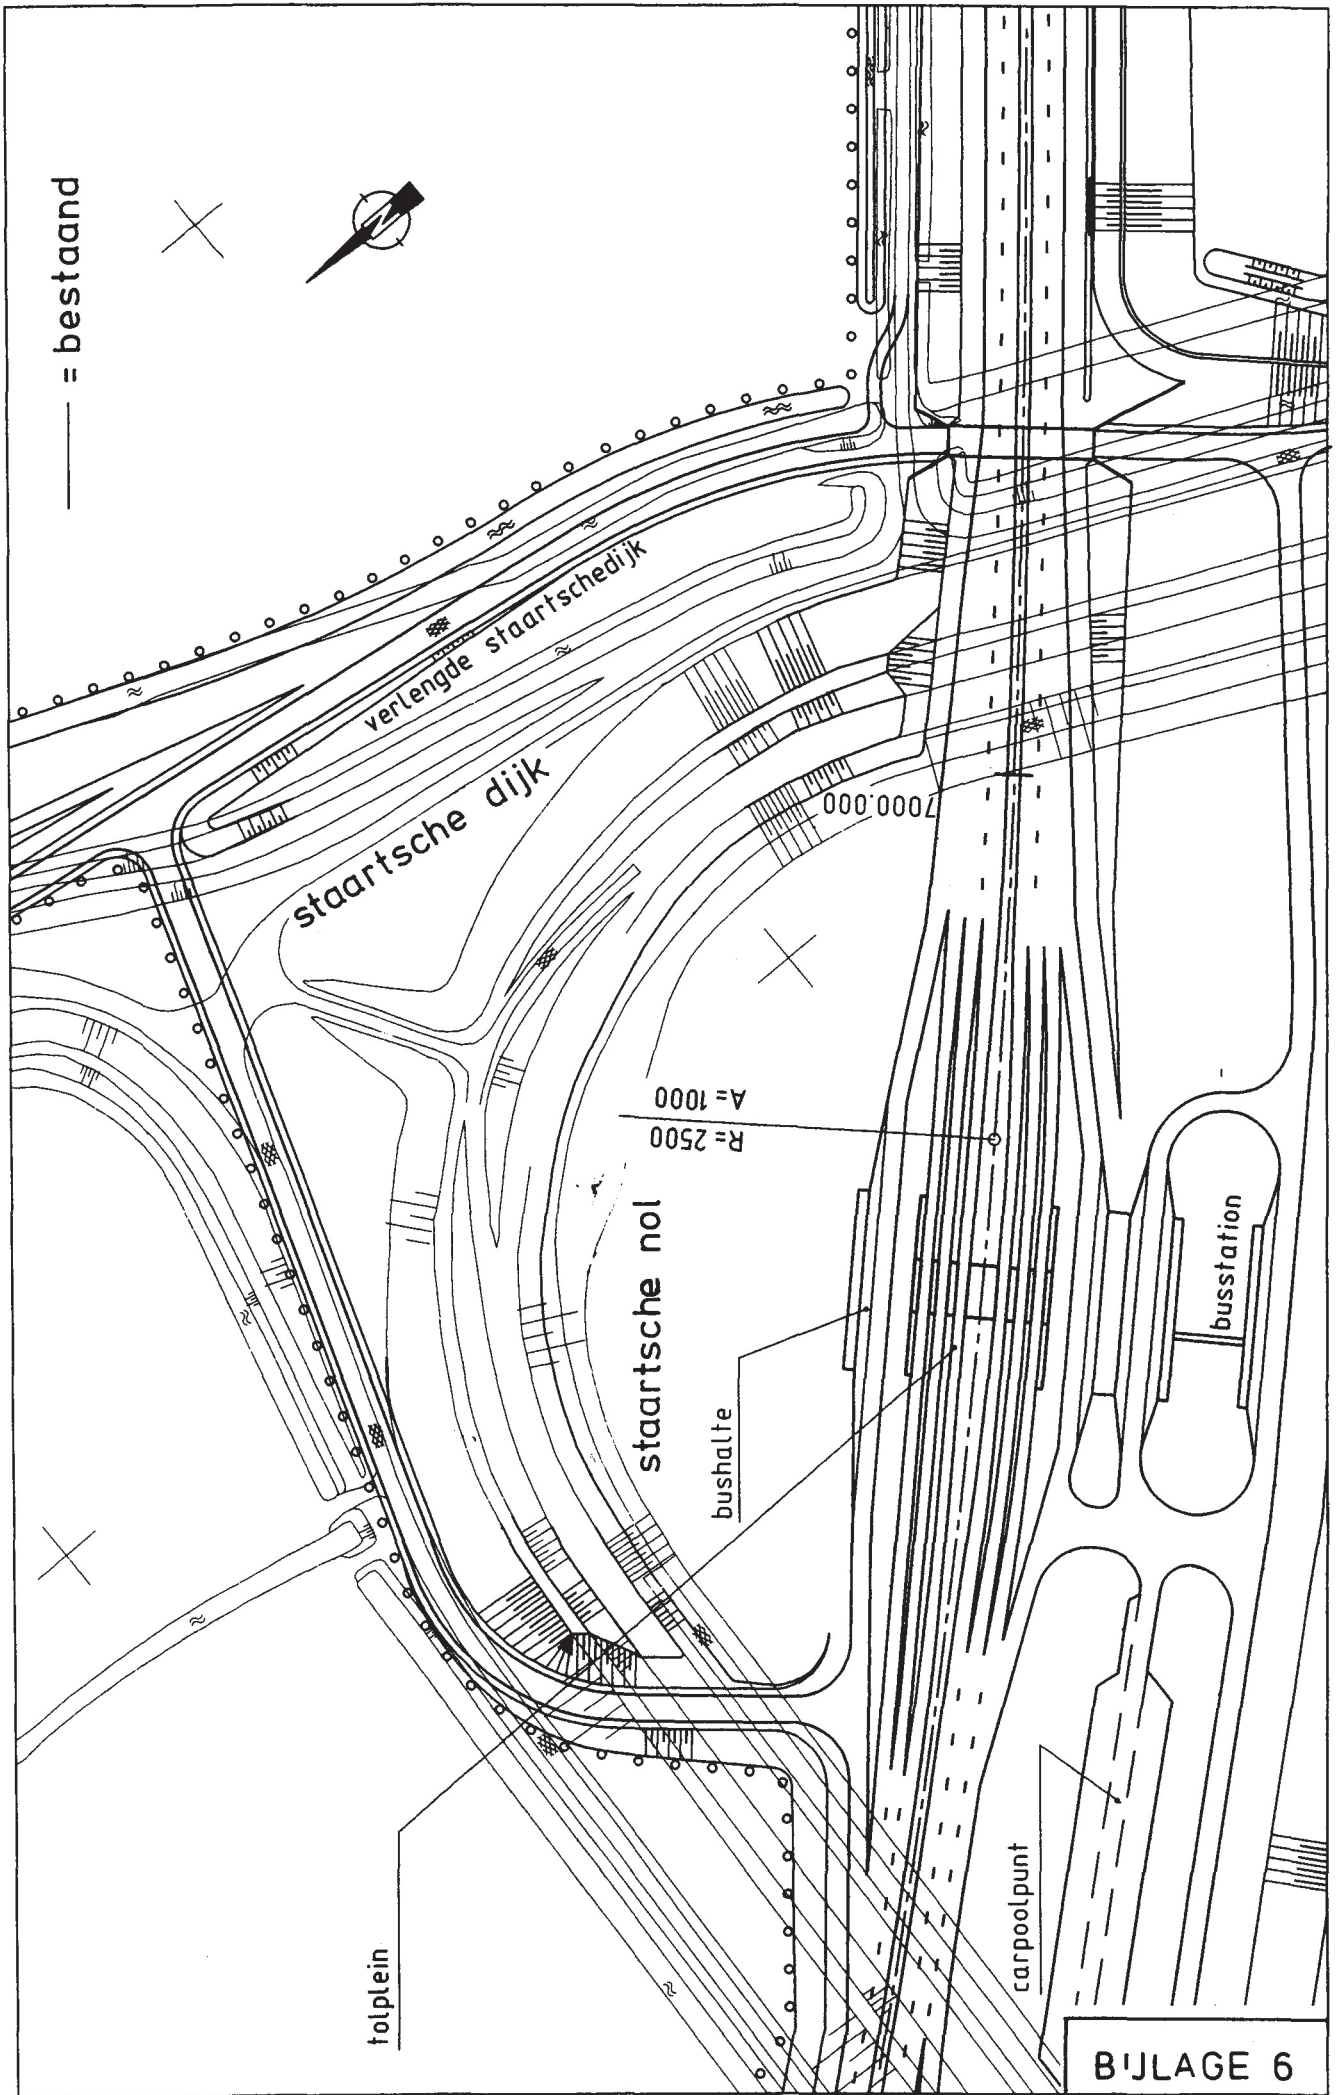 = bestaand
verlengde staartschedijk
staartsche dijk
7000.000
A= 1000
R= 2500
staartsche nol
bushalte
busstation
tolplein
carpoolpunt
BIJLAGE 6